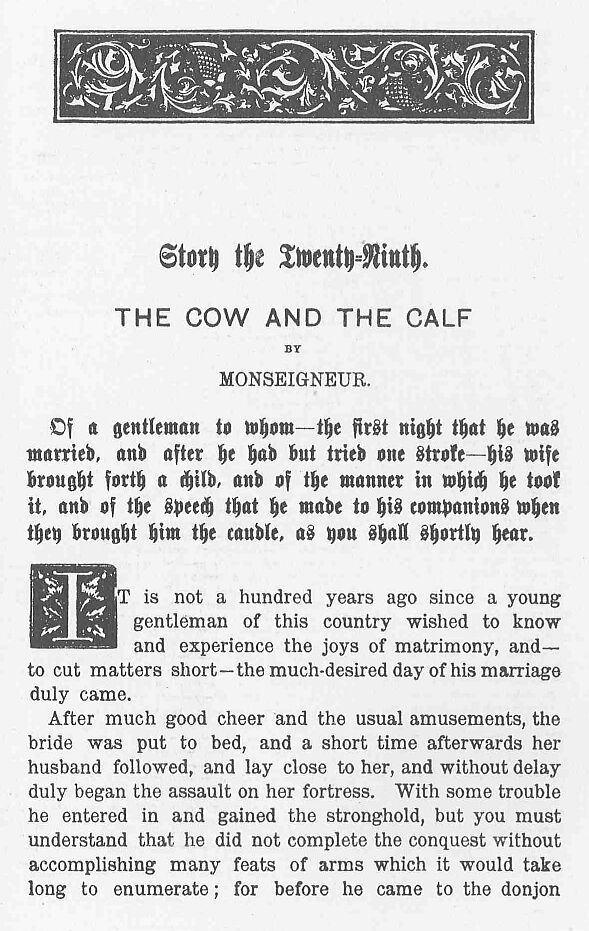 Story the Twenty-Ninth.
THE COW AND THE CALF
BY
MONSEIGNEUR.
Of a gentleman to whom—the first night that he was
married, and after he had but tried one stroke—his wife
brought forth a child, and of the manner in which he took
it, and of the speech that he made to his companions when
they brought him the caudle, as you shall shortly hear.
IT is not a hundred years ago since a young
gentleman of this country wished to know
and experience the joys of matrimony, and—
to cut matters short—the much-desired day of his marriage
duly came.
After much good cheer and the usual amusements, the
bride was put to bed, and a short time afterwards her
husband followed, and lay close to her, and without delay
duly began the assault on her fortress. With some trouble
he entered in and gained the stronghold, but you must
understand that he did not complete the conquest without
accomplishing many feats of arms which it would take
long to enumerate; for before he came to the donjon